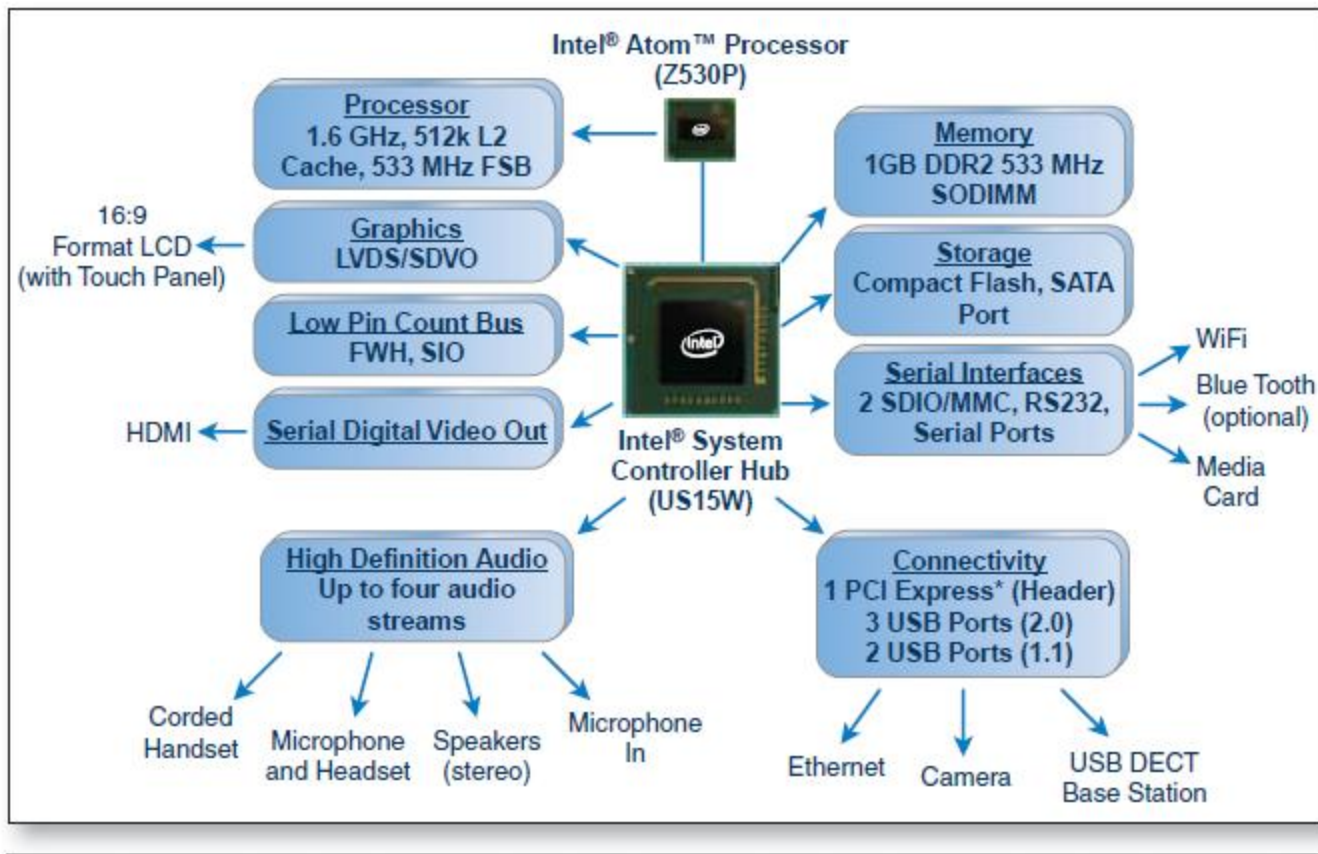 Intel® Atom™ Processor
(Z530P)
Processor
1.6 GHz, 512k L2
Cache, 533 MHz FSB
Memory
1GB DDR2 533 MHz
SODIMM
16:9
Format LCD
(with Touch Panel)
Graphics
LVDS/SDVO
Storage
Compact Flash, SATA
Port
Low Pin Count Bus
FWH, SIO
intel
Serial Interfaces
2 SDIO/MMC, RS232,
Serial Ports
WiFi
Blue Tooth
(optional)
Media
Card
HDMI
Serial Digital Video Out
Intel® System
Controller Hub
(US15W)
High Definition Audio
Up to four audio
streams
Connectivity
1 PCI Express* (Header)
3 USB Ports (2.0)
2 USB Ports (1.1)
Corded
Handset
Microphone
and Headset
Speakers
(stereo)
Microphone
In
Ethernet
Camera
USB DECT
Base Station